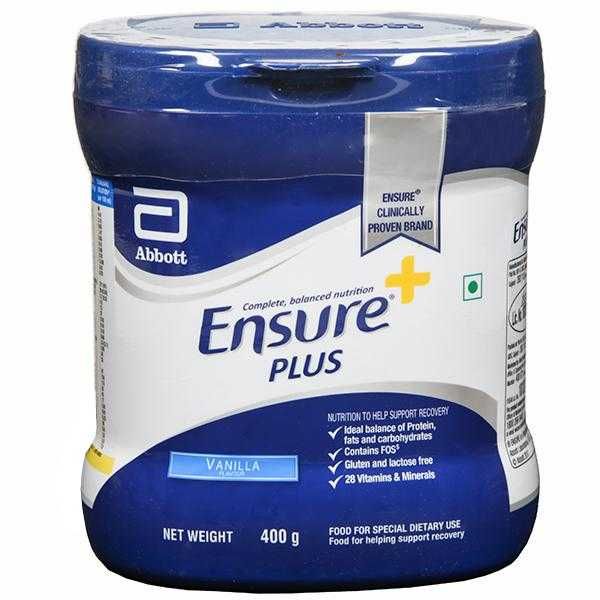 Abbott
ENSURE®
CLINICALLY
PROVEN BRAND
Abbott
Complete, balanced nutrition
Ensure®+
PLUS
NUTRITION TO HELP SUPPORT RECOVERY
✓ Ideal balance of Protein,
fats and carbohydrates
✓ Contains FOS$
✓ Gluten and lactose free
✓ 28 Vitamins & Minerals
VANILLA
FLAVOUR
NET WEIGHT 400 g
FOOD FOR SPECIAL DIETARY USE
Food for helping support recovery